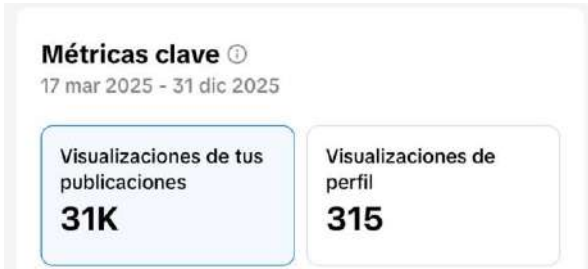 Métricas clave
17 mar 2025 - 31 dic 2025
Visualizaciones de tus
publicaciones
31K
Visualizaciones de
perfil
315